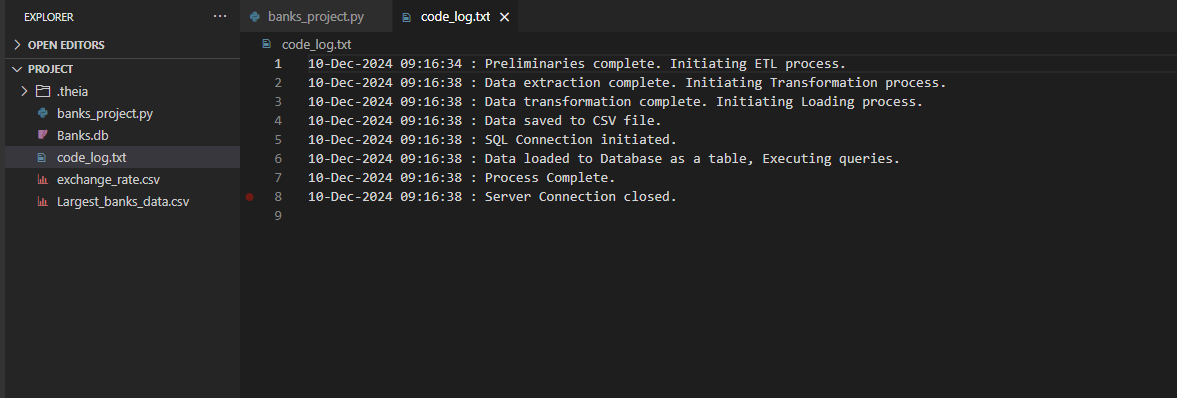 EXPLORER
OPEN EDITORS
PROJECT
.theia
banks_project.py
Banks.db
code_log.txt
exchange_rate.csv
Largest_banks_data.csv
banks_project.py
code_log.txt
code_log.txt
1 10-Dec-2024 09:16:34 : Preliminaries complete. Initiating ETL process.
2 10-Dec-2024 09:16:38 : Data extraction complete. Initiating Transformation process.
3 10-Dec-2024 09:16:38 : Data transformation complete. Initiating Loading process.
4 10-Dec-2024 09:16:38 : Data saved to CSV file.
5 10-Dec-2024 09:16:38 : SQL Connection initiated.
6 10-Dec-2024 09:16:38 : Data loaded to Database as a table, Executing queries.
7 10-Dec-2024 09:16:38 : Process Complete.
8 10-Dec-2024 09:16:38 : Server Connection closed.
9